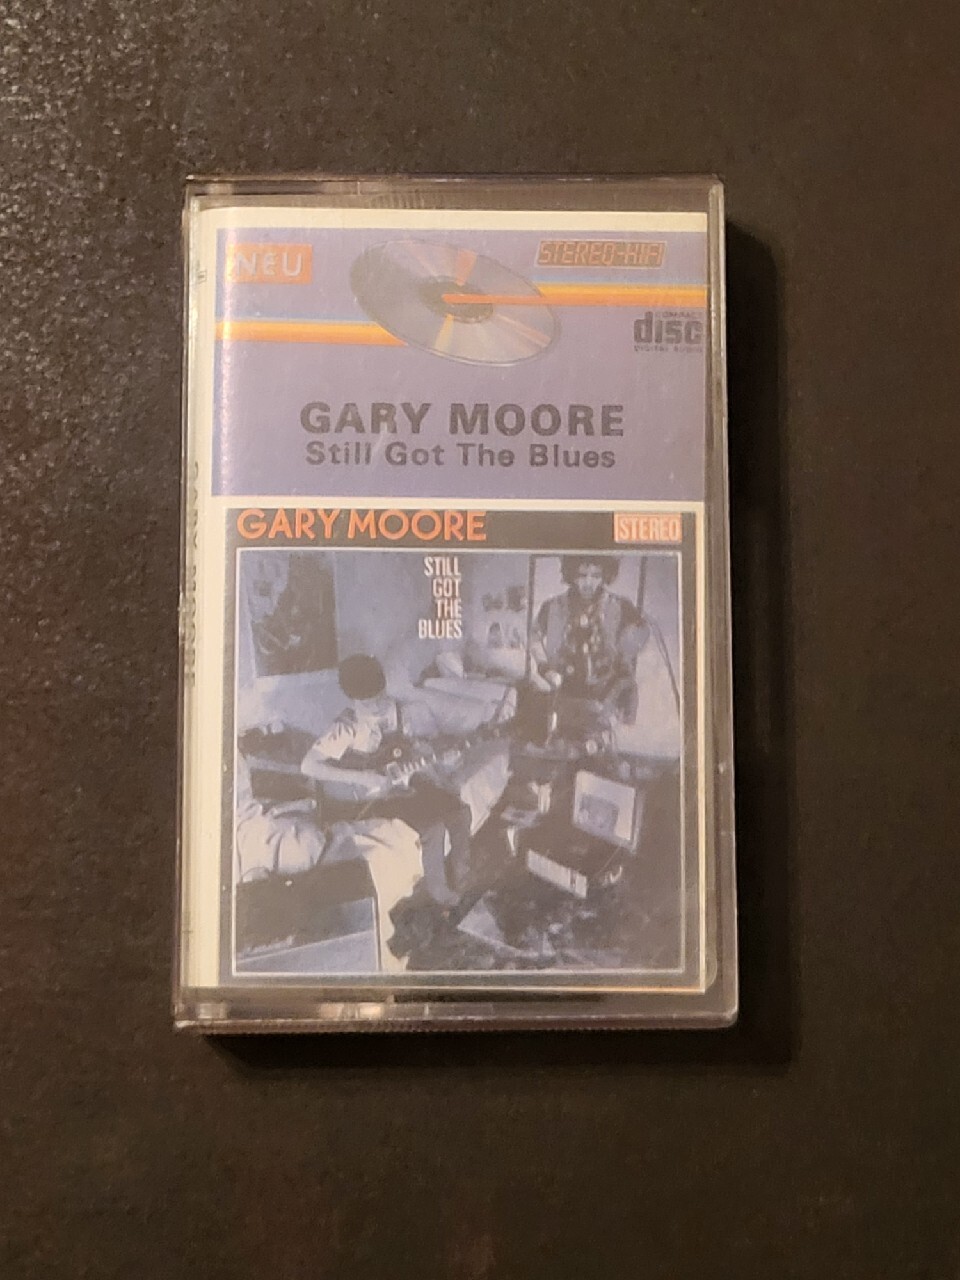 NEU
STEREO-HIFI
COMPACT
disc
DIGITAL AUDIO
GARY MOORE
Still Got The Blues
GARY MOORE
STEREO
STILL
GOT
THE
BLUES